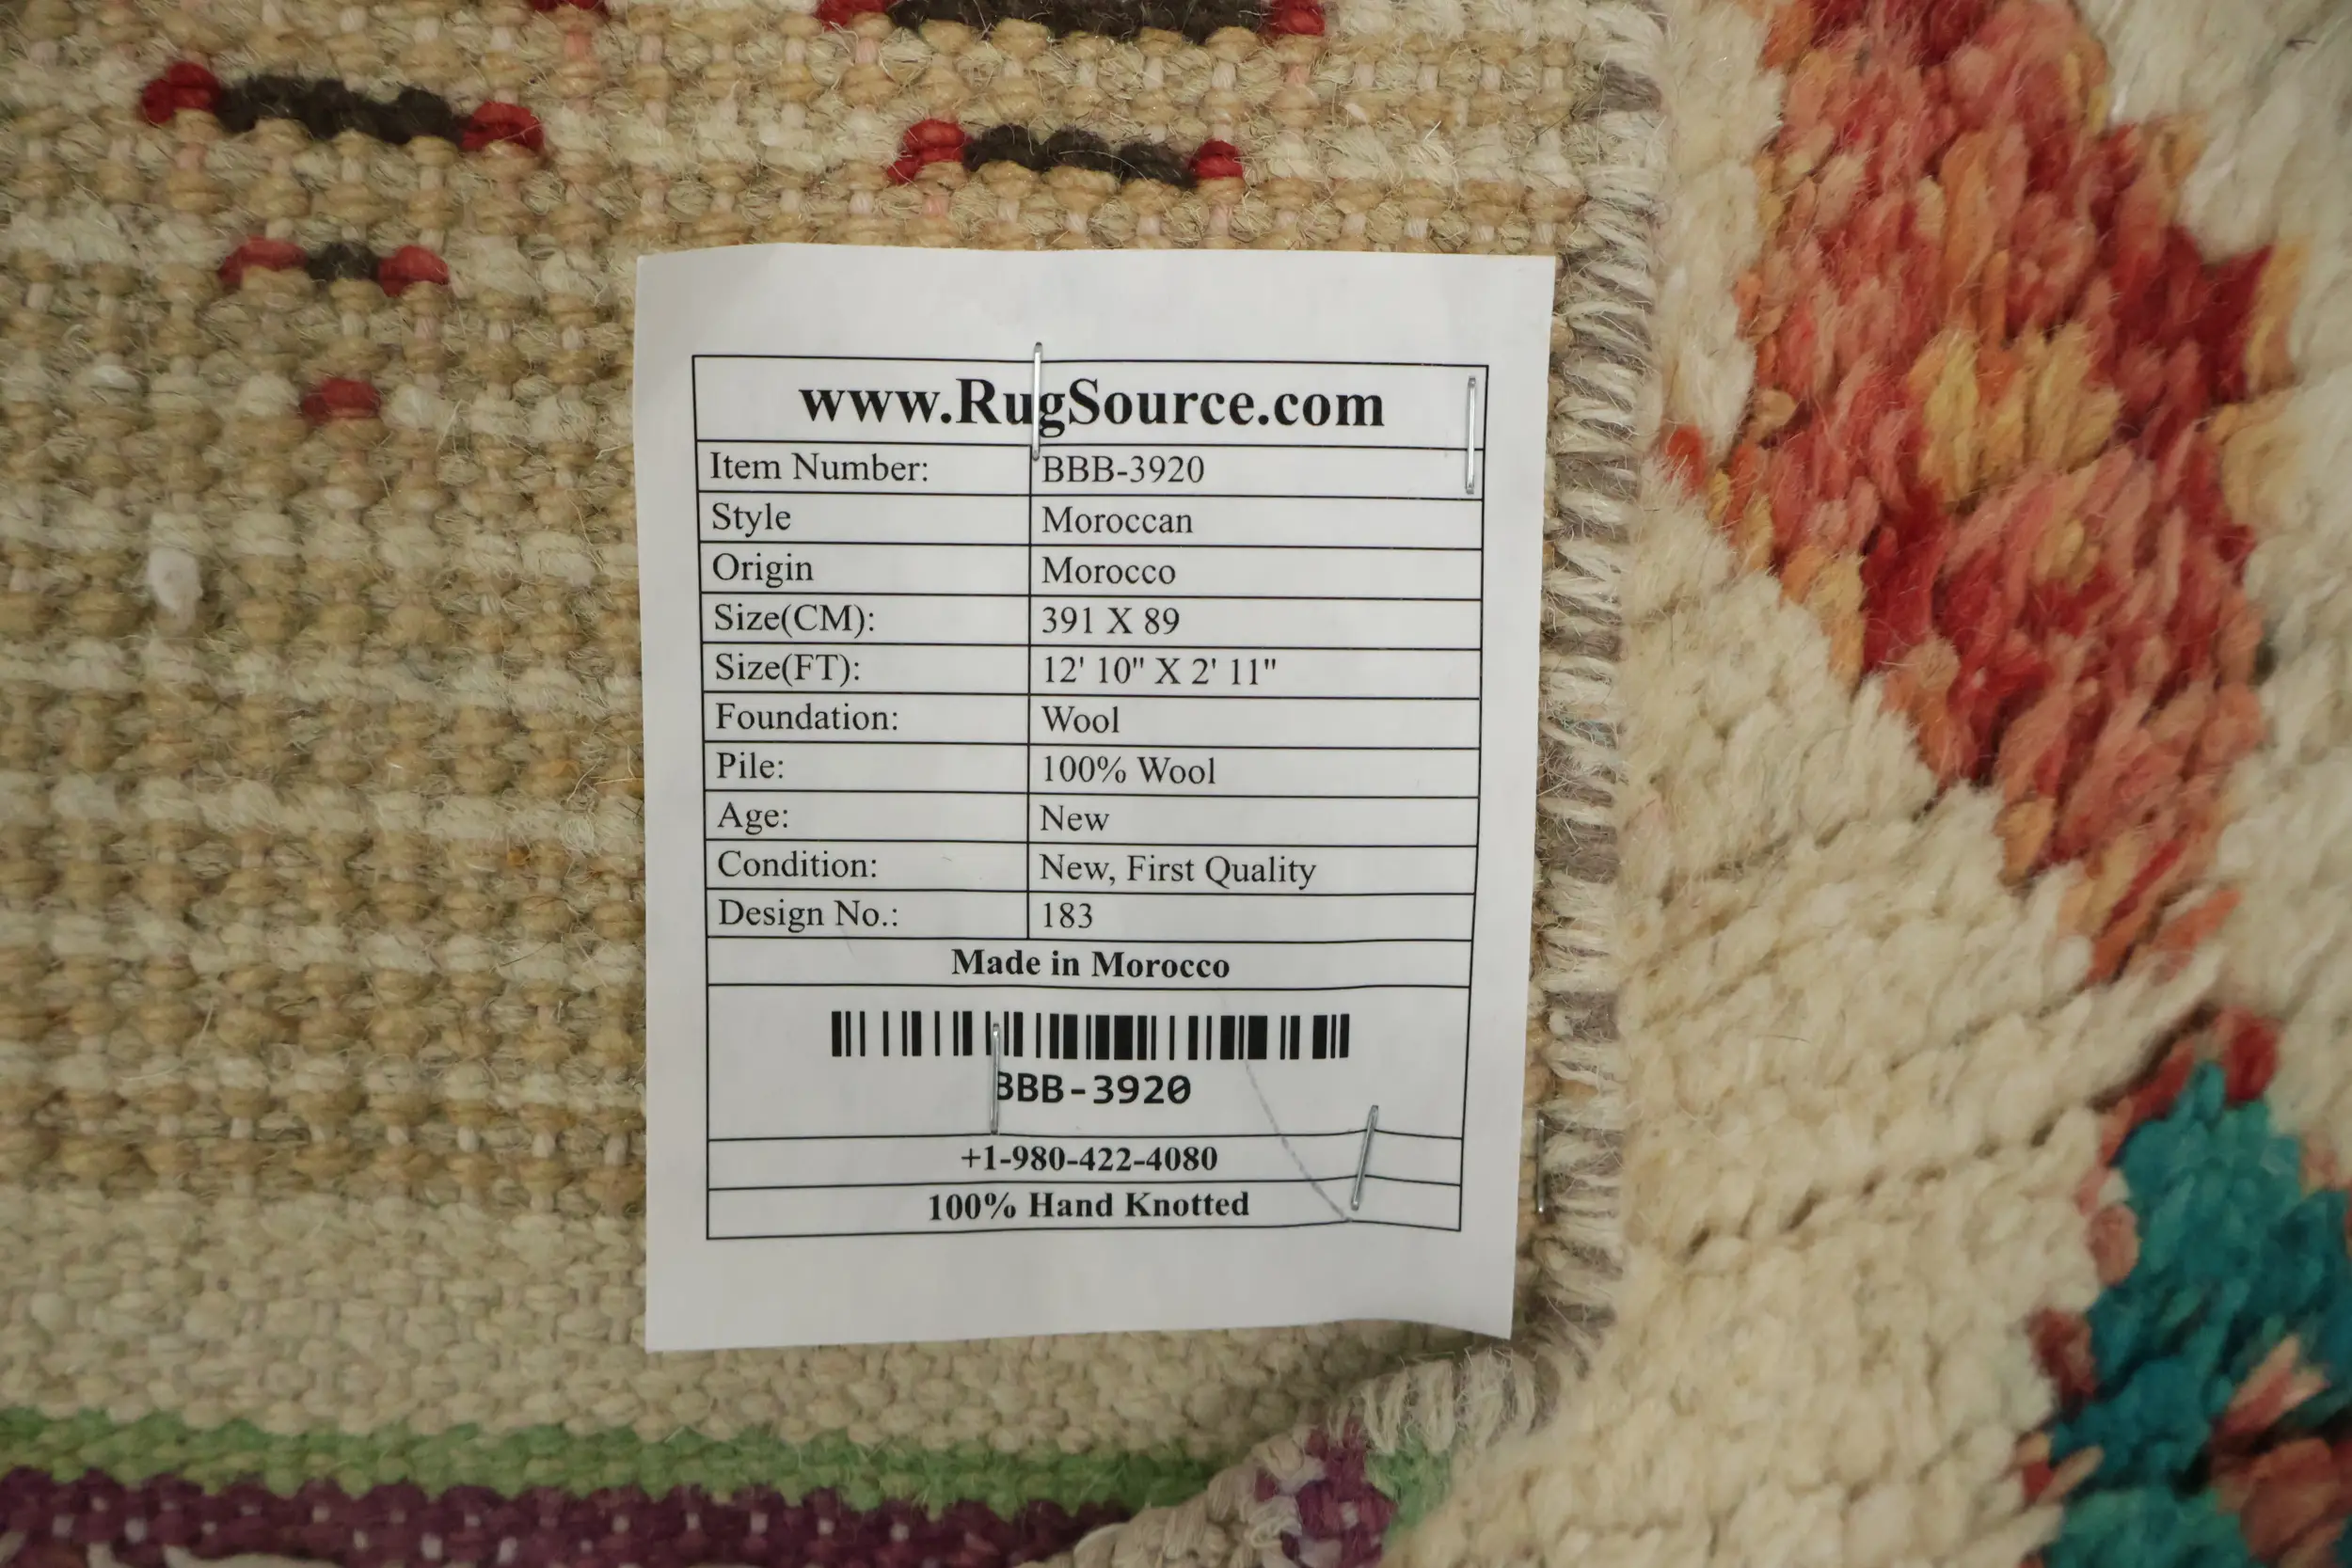 www.RugSource.com
Item Number: BBB-3920
Style Moroccan
Origin Morocco
Size(CM): 391 X 89
Size(FT): 12' 10" X 2' 11"
Foundation: Wool
Pile: 100% Wool
Age: New
Condition: New, First Quality
Design No.: 183
Made in Morocco
BBB-3920
+1-980-422-4080
100% Hand Knotted